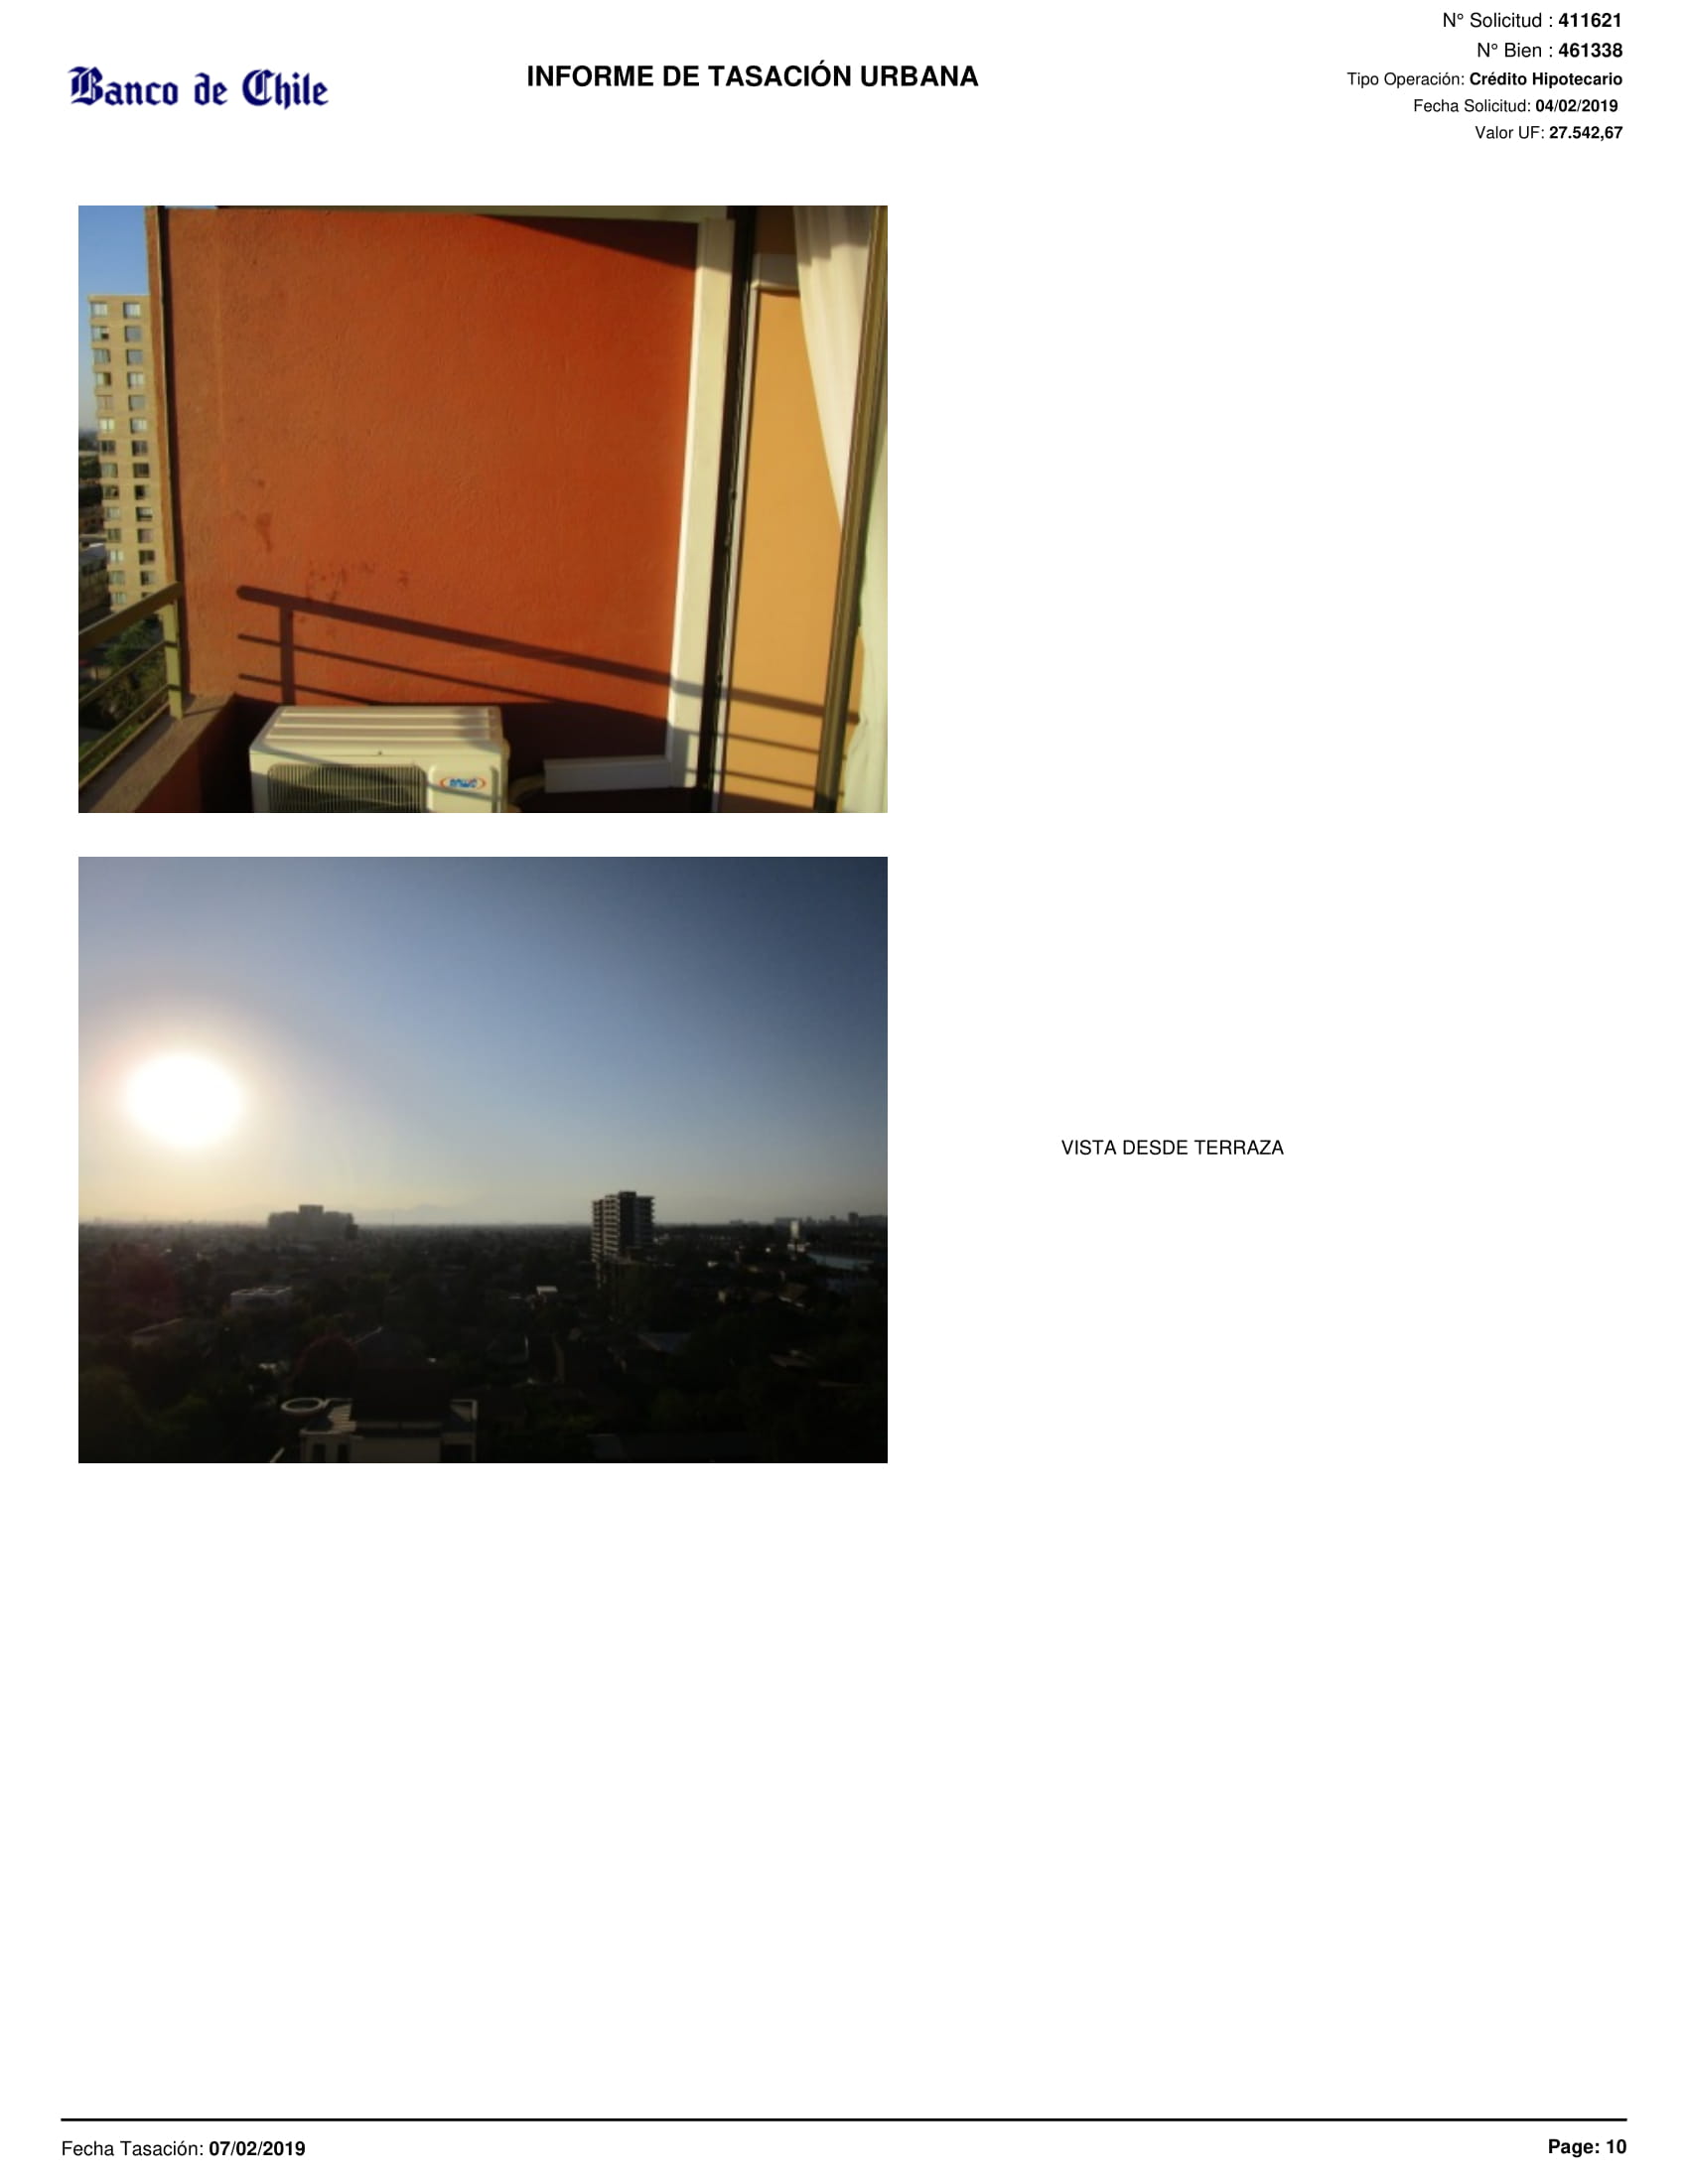 N° Solicitud : 411621
N° Bien : 461338
Banco de Chile
INFORME DE TASACIÓN URBANA
Tipo Operación: Crédito Hipotecario
Fecha Solicitud: 04/02/2019
Valor UF: 27.542,67
VISTA DESDE TERRAZA
Fecha Tasación: 07/02/2019
Page: 10